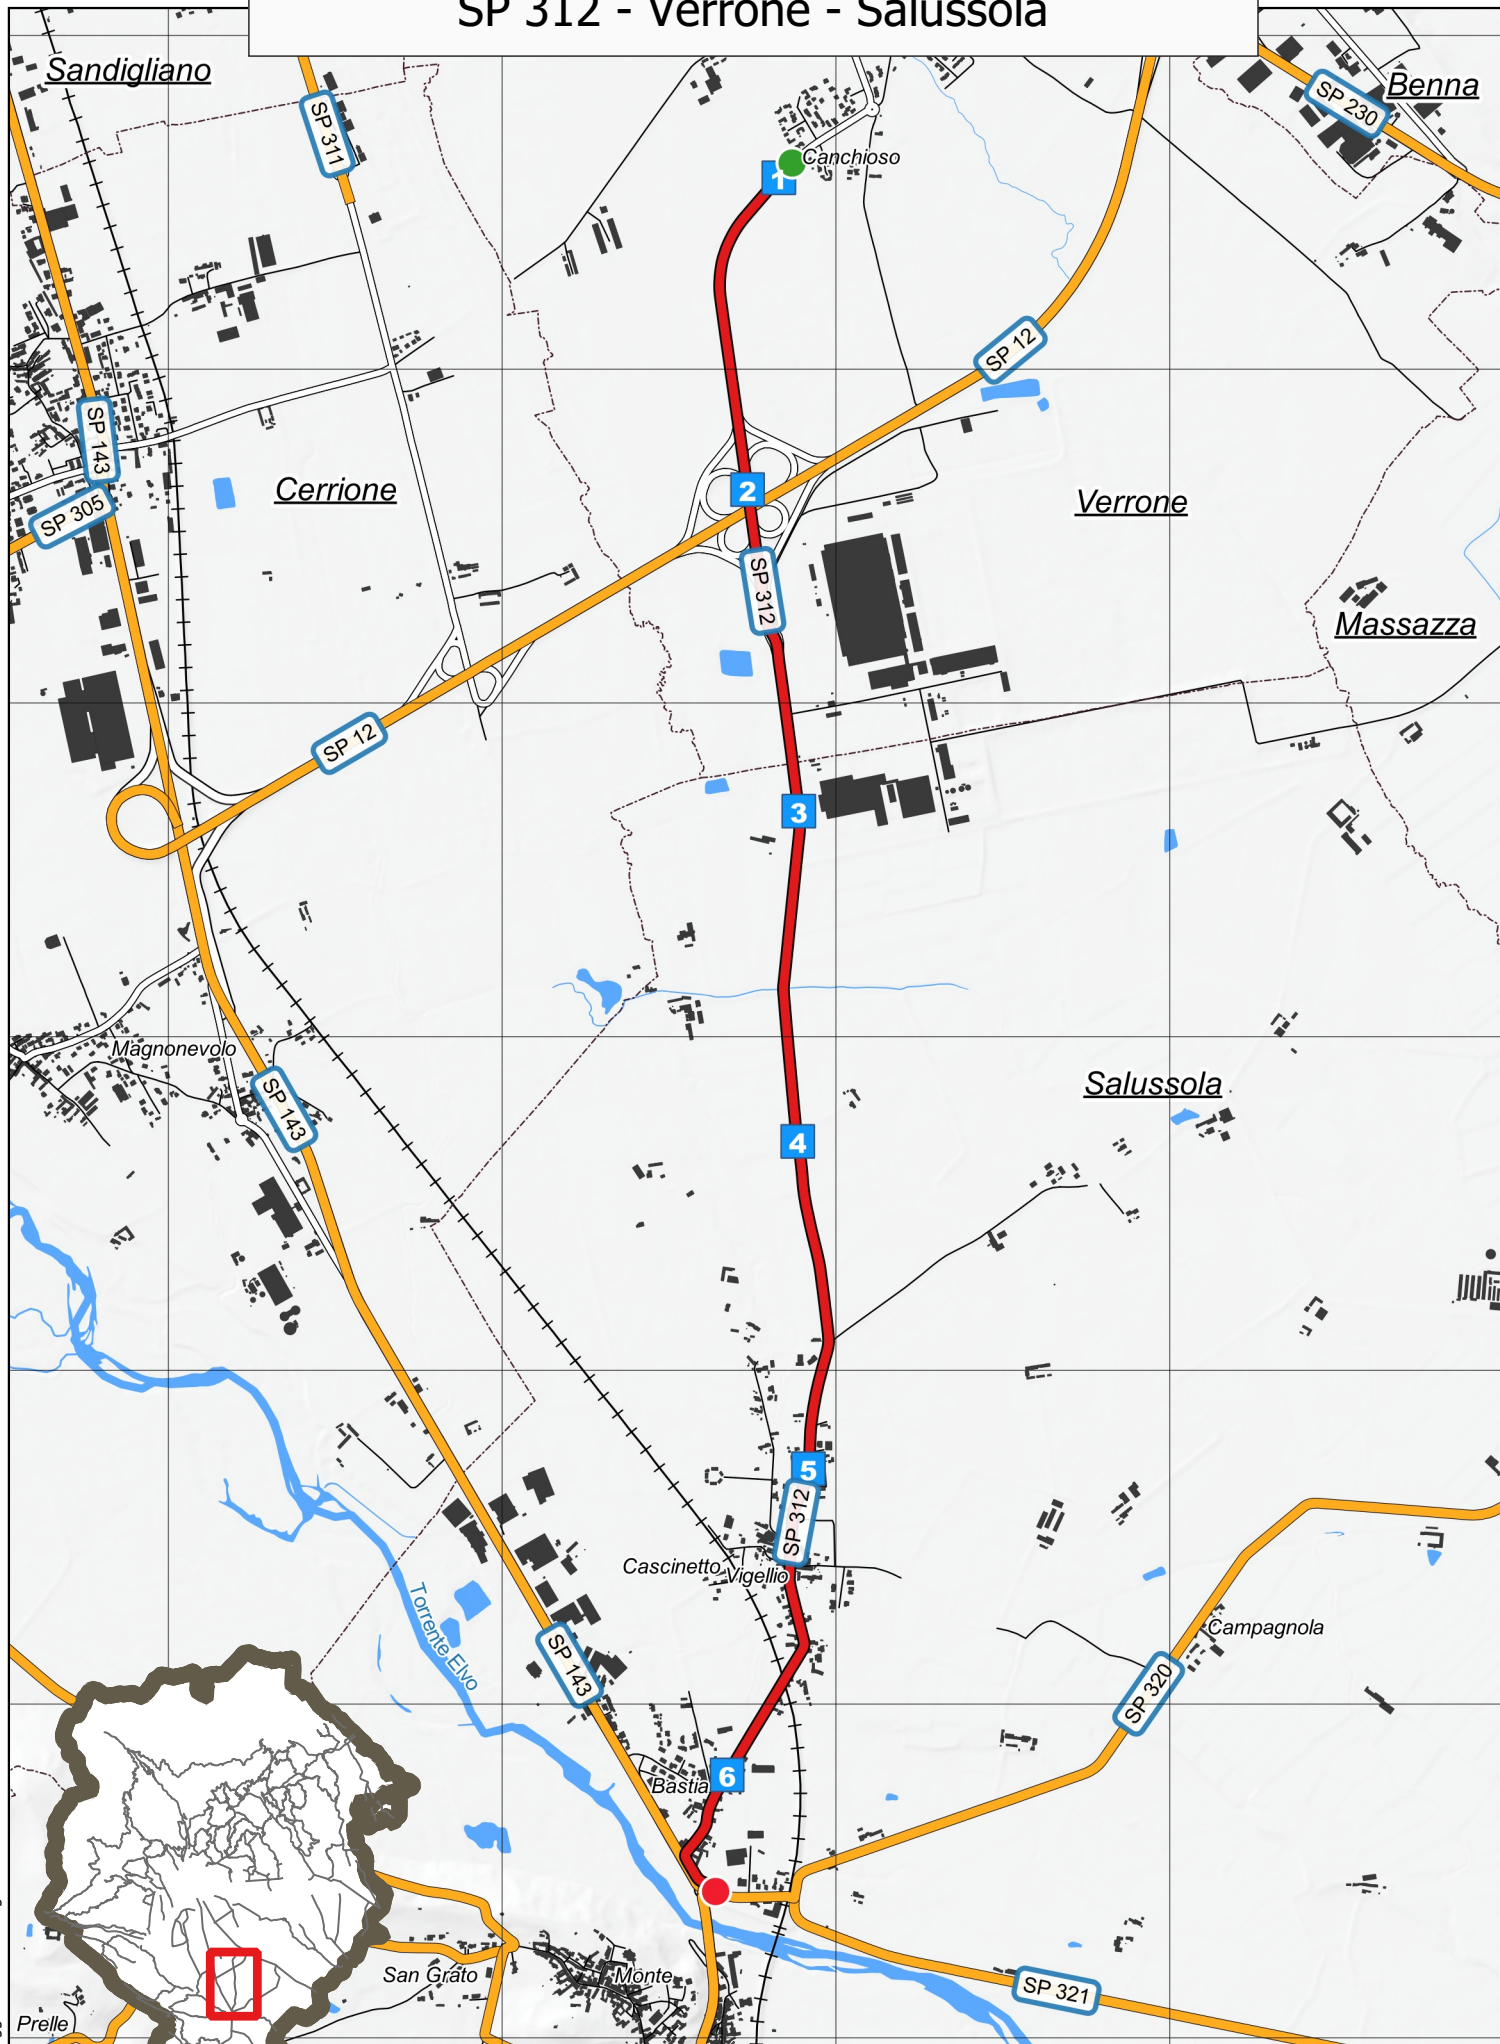 SP 312 - Verrone - Salussola
Sandigliano
SP 311
SP 230
Benna
Canchioso
1
SP 12
SP 143
Cerrione
2
Verrone
SP 305
SP 312
Massazza
SP 12
3
Magnonevolo
Salussola
SP 143
4
5
SP 312
Cascinetto
Vigellio
Torrente Elvo
Campagnola
SP 143
SP 320
6
Bastia
San Grato
Monte
SP 321
Prelle